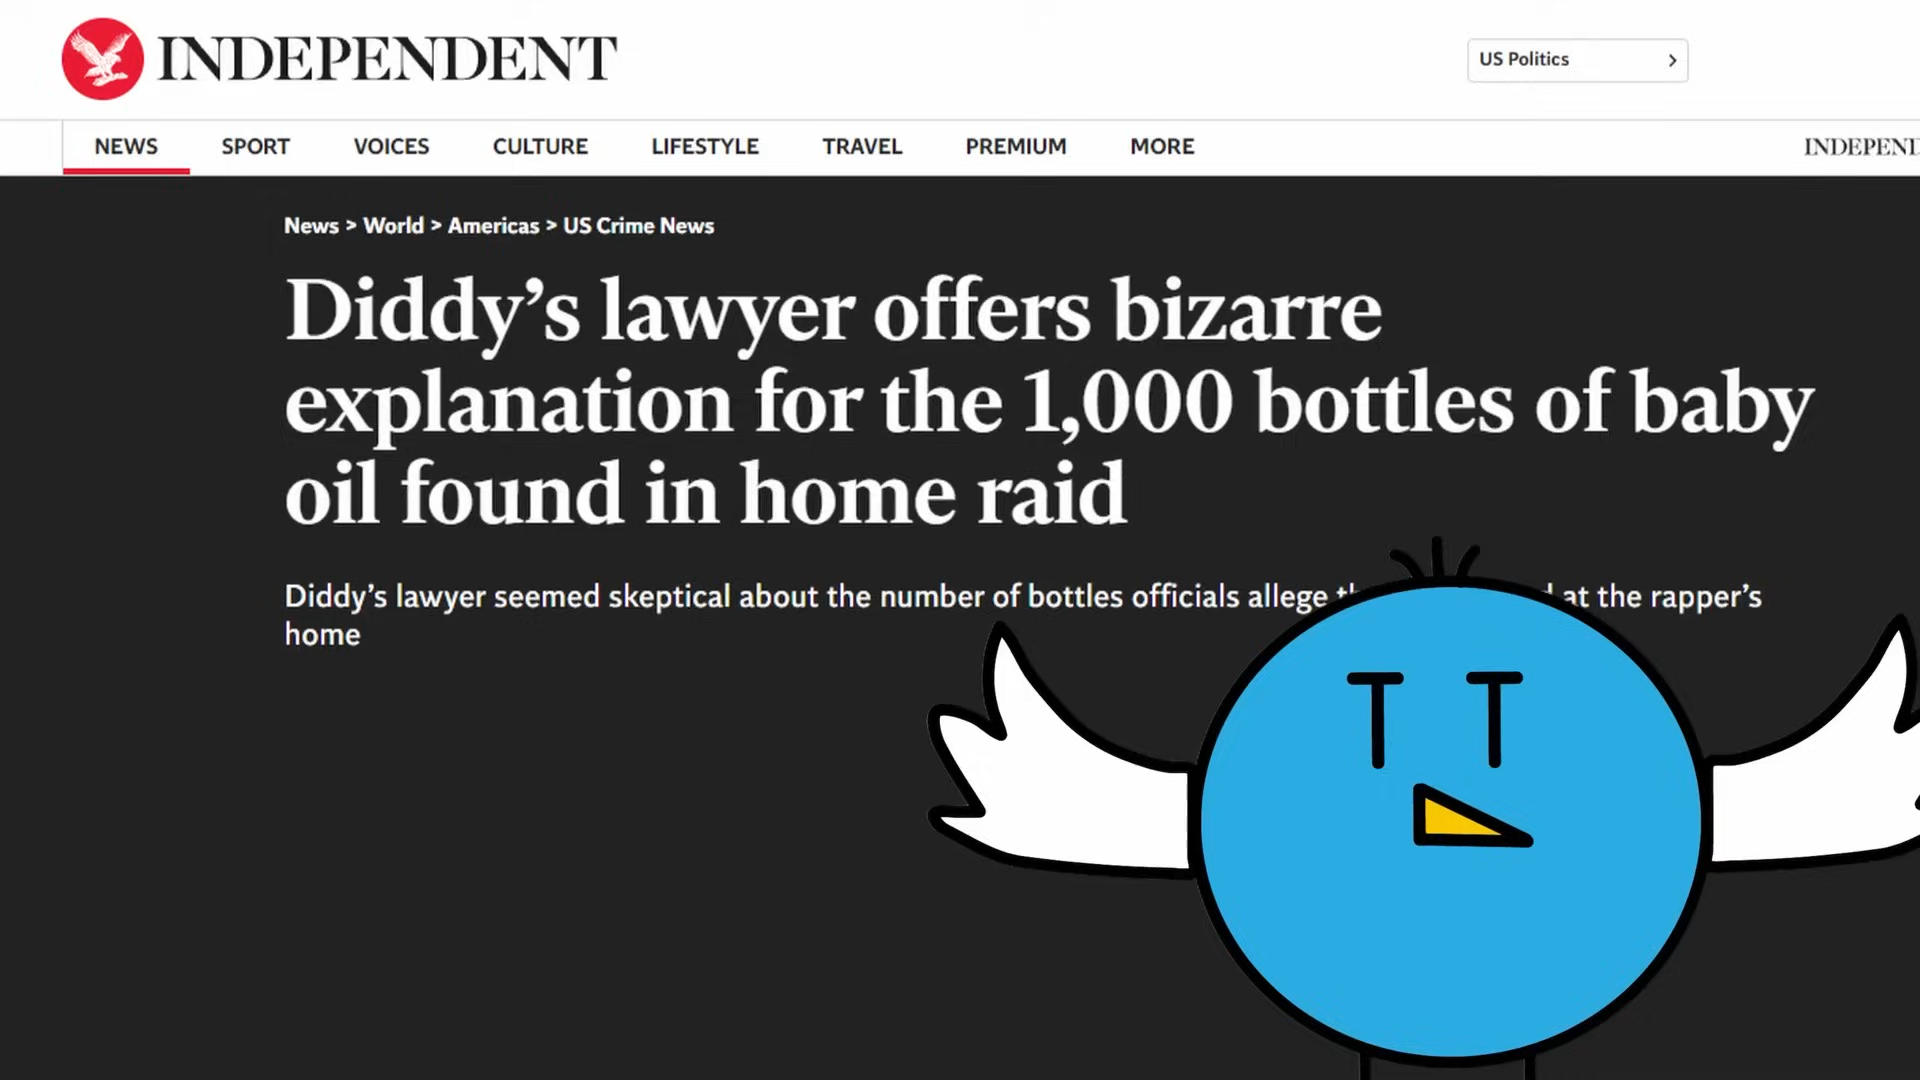 INDEPENDENT
US Politics
NEWS SPORT VOICES CULTURE LIFESTYLE TRAVEL PREMIUM MORE
News > World > Americas > US Crime News
Diddy’s lawyer offers bizarre
explanation for the 1,000 bottles of baby
oil found in home raid
Diddy’s lawyer seemed skeptical about the number of bottles officials allege at the rapper’s
home